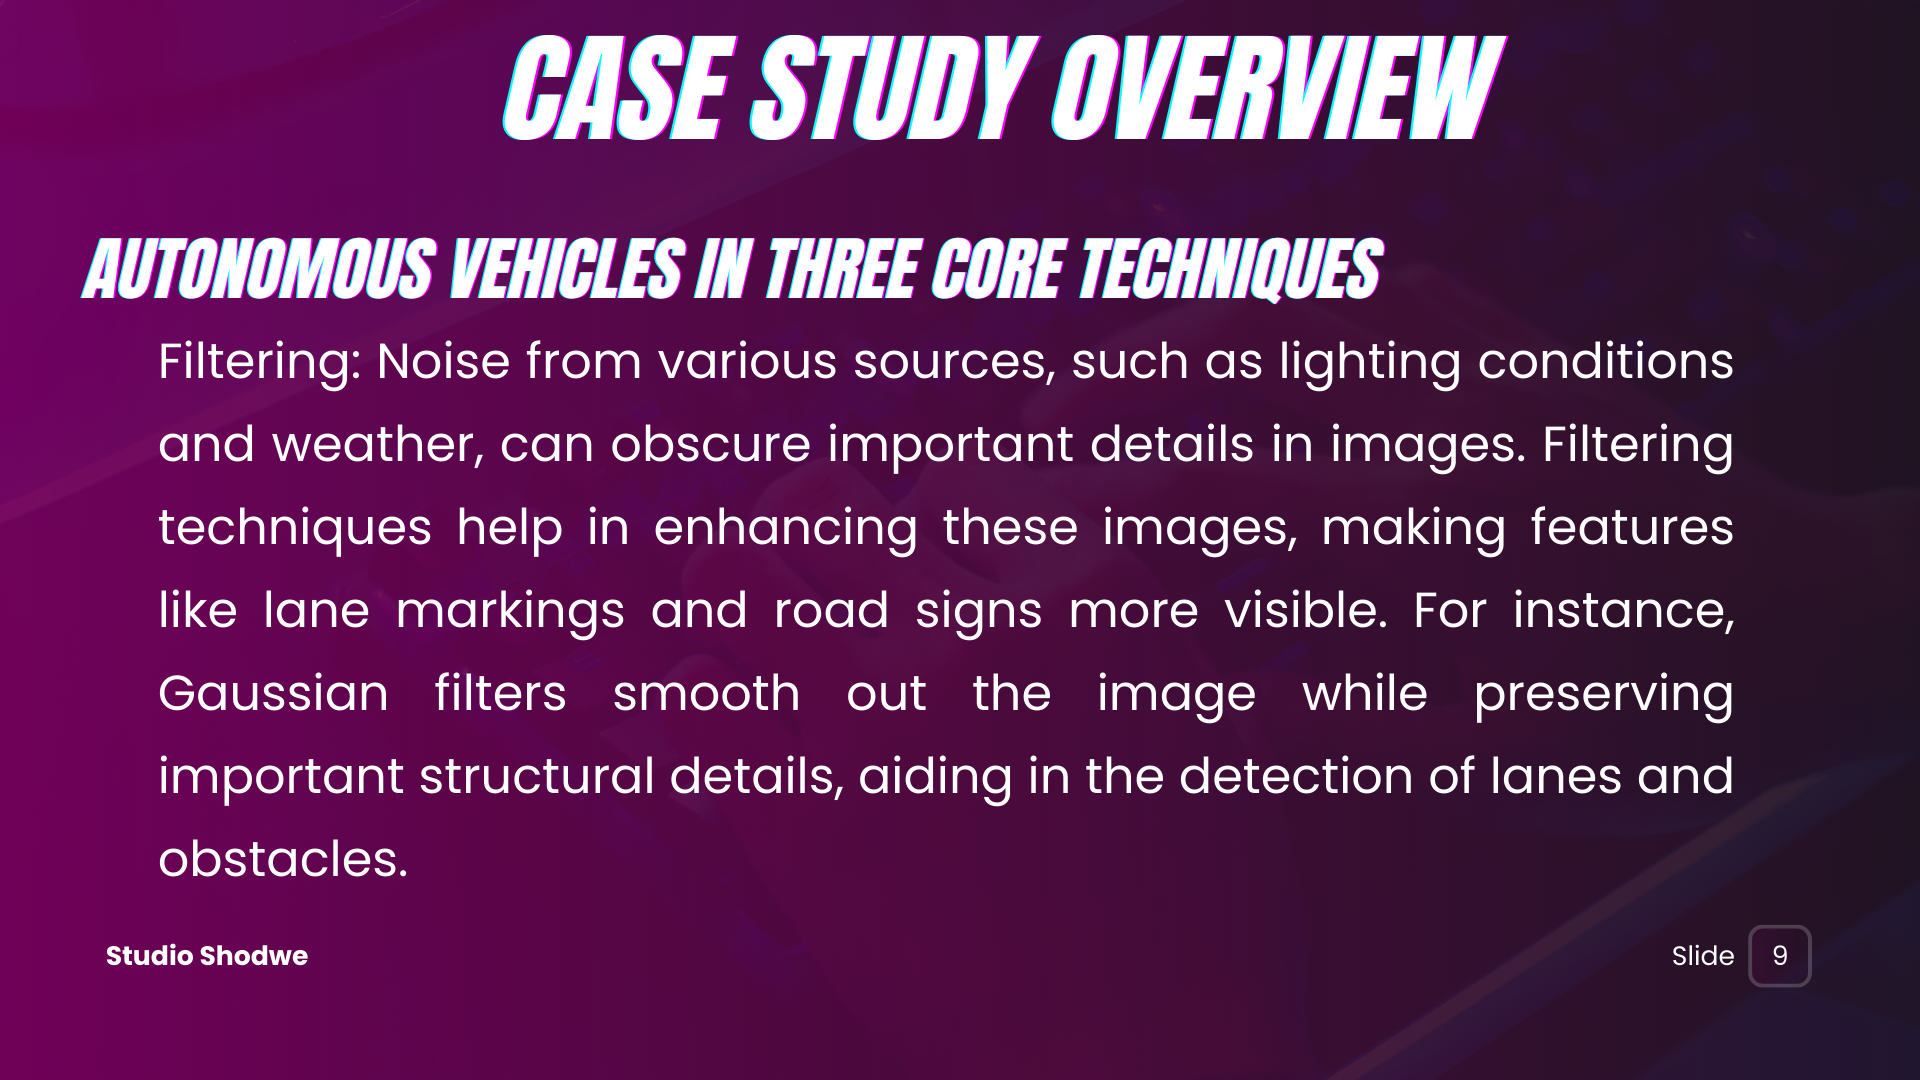 CASE STUDY OVERVIEW
AUTONOMOUS VEHICLES IN THREE CORE TECHNIQUES
Filtering: Noise from various sources, such as lighting conditions
and weather, can obscure important details in images. Filtering
techniques help in enhancing these images, making features
like lane markings and road signs more visible. For instance,
Gaussian filters smooth out the image while preserving
important structural details, aiding in the detection of lanes and
obstacles.
Studio Shodwe
Slide 9